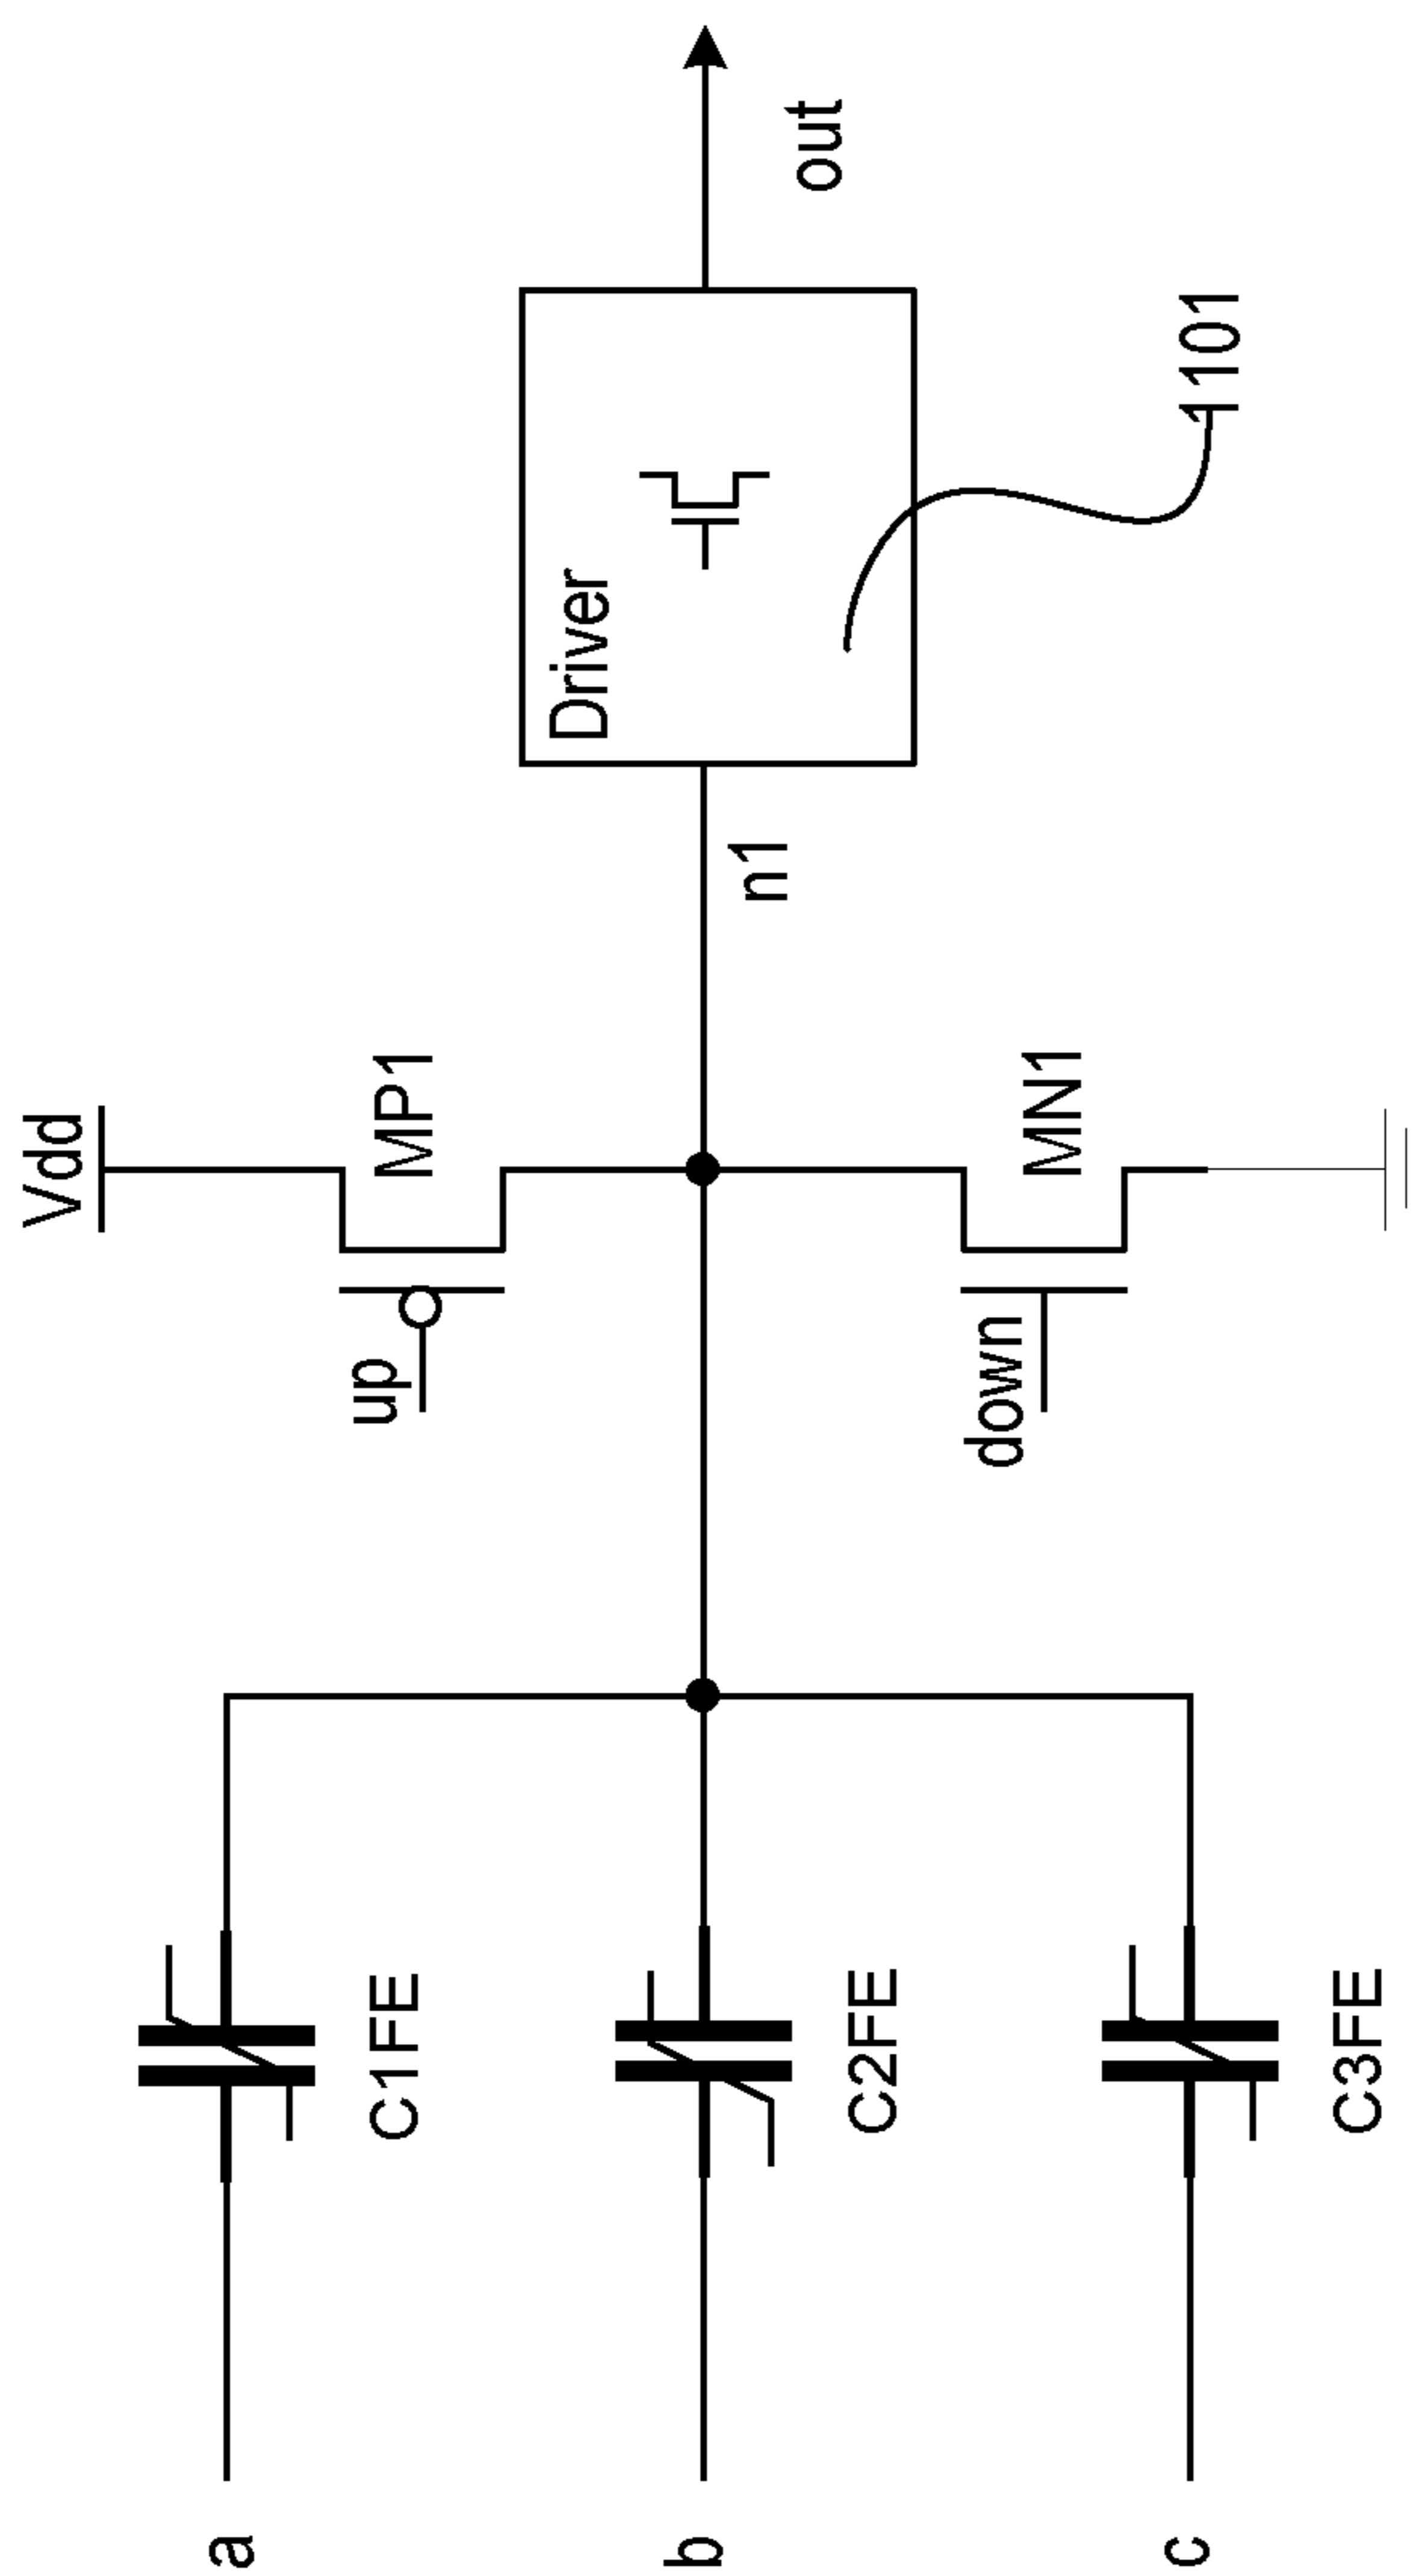 Vdd
a
C1FE
up
MP1
Driver
out
b
C2FE
n1
down
MN1
1101
c
C3FE